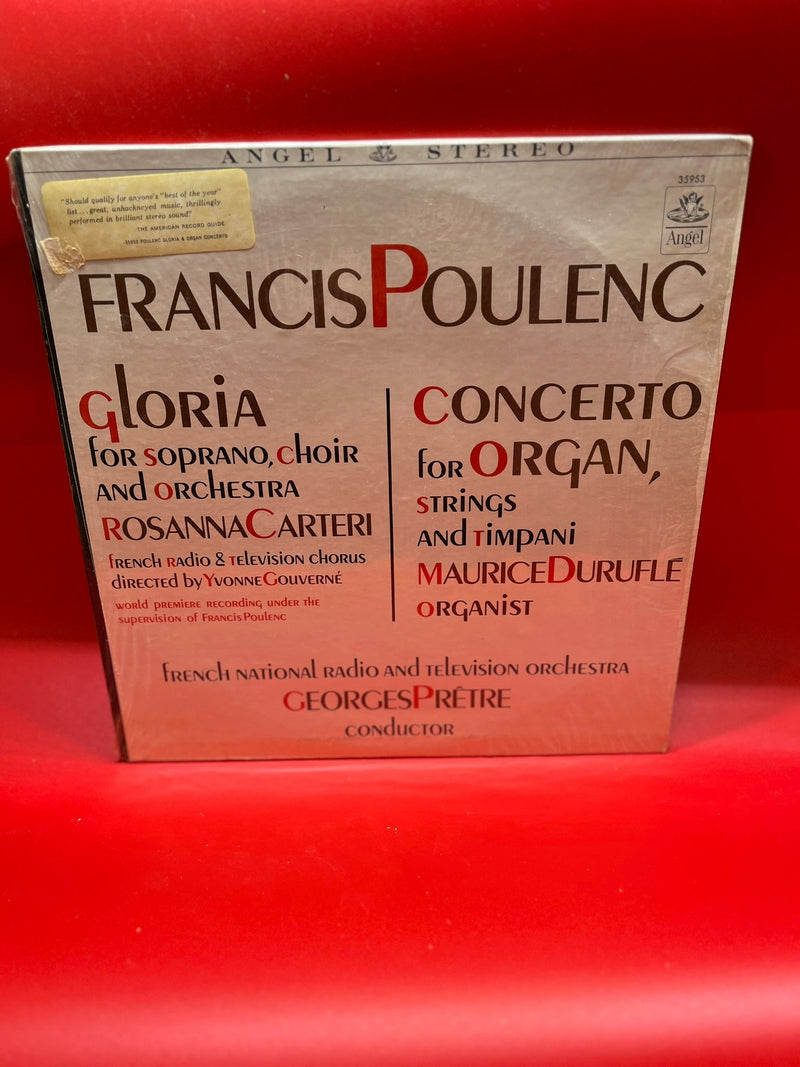 ANGEL STEREO
"Should qualify for anyone's "best of the year"
list...great, unhackneyed music, thrillingly
performed in brilliant stereo sound."
THE AMERICAN RECORD GUIDE
35953 POULENC GLORIA & ORGAN CONCERTO
35953
Angel
FRANCIS POULENC
GLORIA
FOR SOPRANO, CHOIR
AND ORCHESTRA
ROSANNA CARTERI
FRENCH RADIO & TELEVISION CHORUS
DIRECTED BY YVONNE GOUVERNÉ
WORLD PREMIERE RECORDING UNDER THE
SUPERVISION OF FRANCIS POULENC
CONCERTO
FOR ORGAN,
STRINGS
AND TIMPANI
MAURICE DURUFLÉ
ORGANIST
FRENCH NATIONAL RADIO AND TELEVISION ORCHESTRA
GEORGES PRÊTRE
CONDUCTOR